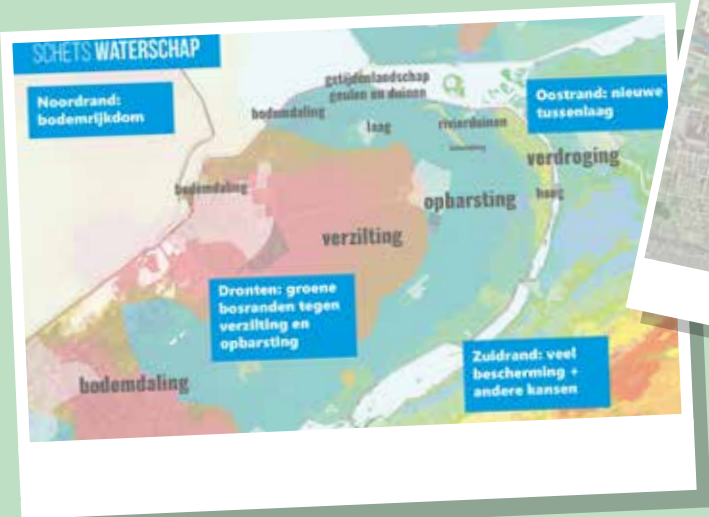 SCHETS WATERSCHAP
Noordrand:
bodemrijkdom
getijdenlandschap
geulen en duinen
bodemdaling
laag
rivierduinen
Oostrand: nieuwe
tussenlaag
verdroging
bodemdaling
opbarsting
hoog
verzilting
Dronten: groene
bosranden tegen
verzilting en
opbarsting
bodemdaling
Zuidrand: veel
bescherming +
andere kansen